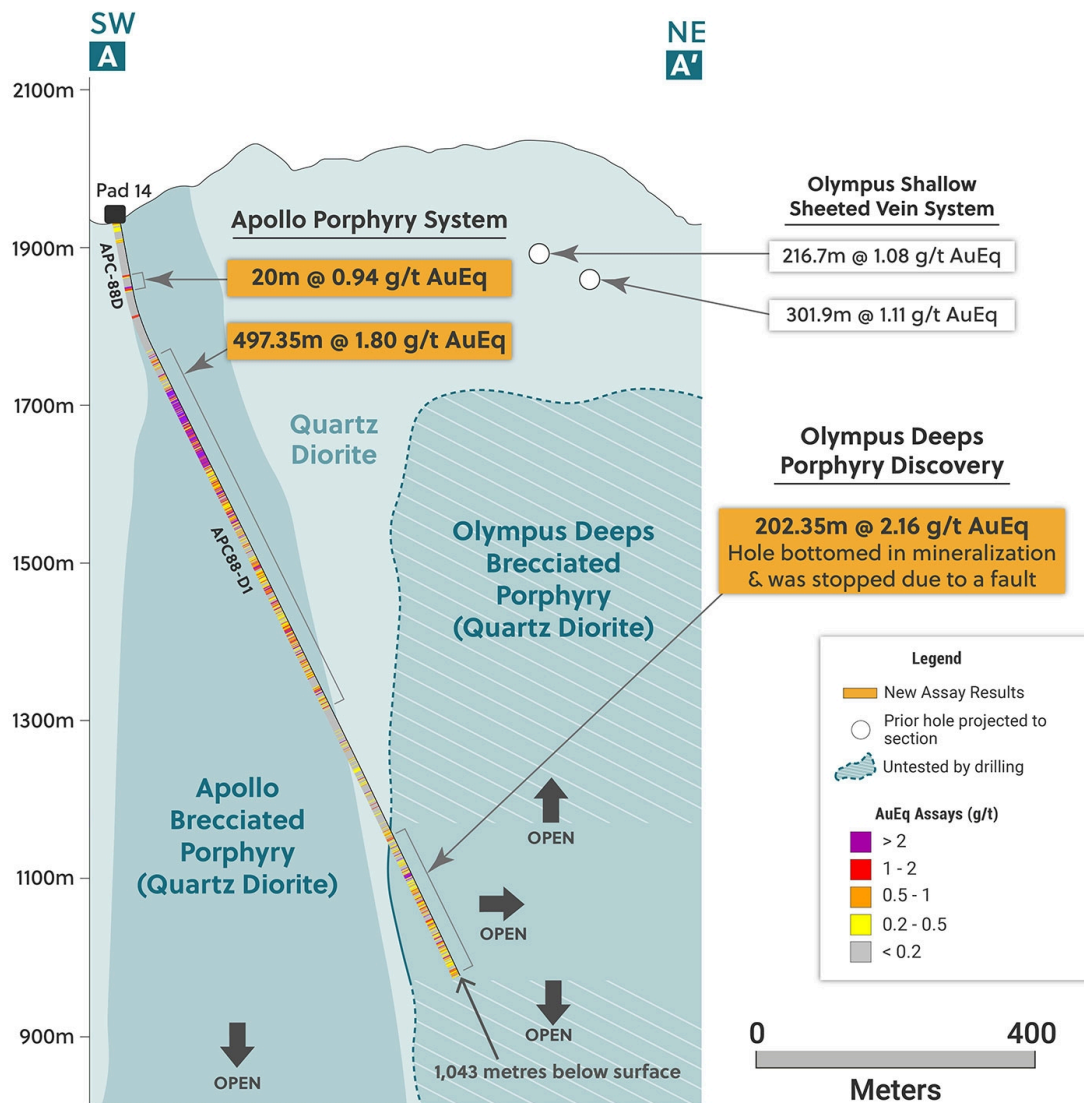 SW
A
NE
A'
2100m
1900m
1700m
1500m
1300m
1100m
900m
Pad 14
APC-88D
APC88-D1
Apollo Porphyry System
20m @ 0.94 g/t AuEq
497.35m @ 1.80 g/t AuEq
Quartz
Diorite
Olympus Shallow
Sheeted Vein System
216.7m @ 1.08 g/t AuEq
301.9m @ 1.11 g/t AuEq
Olympus Deeps
Porphyry Discovery
202.35m @ 2.16 g/t AuEq
Hole bottomed in mineralization
& was stopped due to a fault
Olympus Deeps
Brecciated
Porphyry
(Quartz Diorite)
Apollo
Brecciated
Porphyry
(Quartz Diorite)
OPEN
OPEN
OPEN
OPEN
1,043 metres below surface
Legend
New Assay Results
Prior hole projected to
section
Untested by drilling
AuEq Assays (g/t)
> 2
1 - 2
0.5 - 1
0.2 - 0.5
< 0.2
0
400
Meters